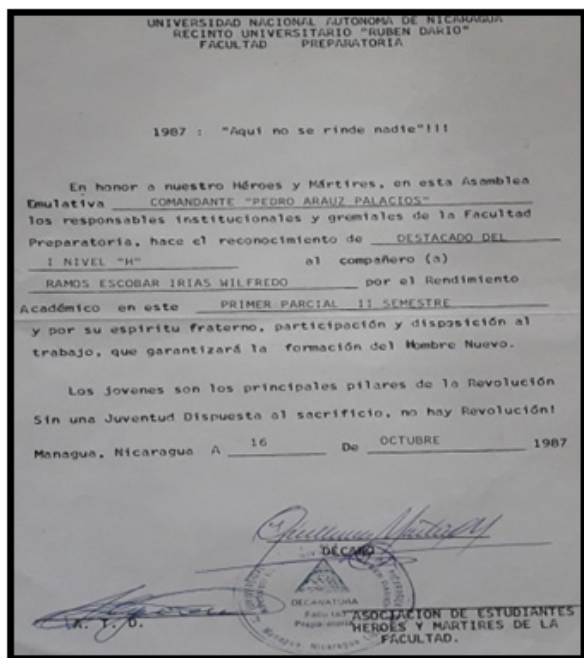 UNIVERSIDAD NACIONAL AUTONOMA DE NICARAGUA
RECINTO UNIVERSITARIO "RUBEN DARIO"
FACULTAD PREPARATORIA
1987 : "Aqui no se rinde nadie"!!!
En honor a nuestro Héroes y Mártires, en esta Asamblea
Emulativa COMANDANTE "PEDRO ARAUZ PALACIOS"
los responsables institucionales y gremiales de la Facultad
Preparatoria, hace el reconocimiento de DESTACADO DEL
I NIVEL "H" al compañero (a)
RAMOS ESCOBAR IRIAS WILFREDO por el Rendimiento
Académico en este PRIMER PARCIAL II SEMESTRE
y por su espiritu fraterno, participación y disposición al
trabajo, que garantizará la formación del Hombre Nuevo.
Los jovenes son los principales pilares de la Revolución
Sin una Juventud Dispuesta al sacrificio, no hay Revolución!
Managua, Nicaragua A 16 De OCTUBRE 1987
DECANO
DECANATURA
Facultad
Preparatoria
A. T. D.
ASOCIACION DE ESTUDIANTES
HEROES Y MARTIRES DE LA
FACULTAD.